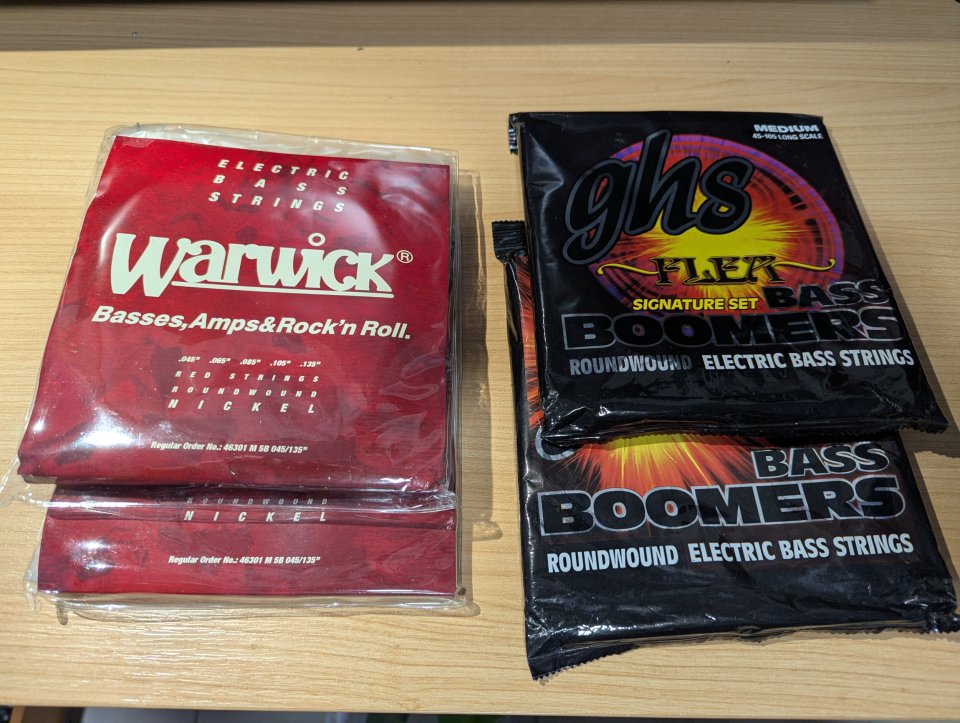 ELECTRIC
BASS
STRINGS
Warwick®
Basses,Amps&Rock'n Roll.
.045" .065" .085" .105" .135"
RED STRINGS
ROUNDWOUND
NICKEL
Regular Order No.: 46301 M 5B 045/135"
ROUNDWOUND
NICKEL
Regular Order No.: 46301 M 5B 045/135"
MEDIUM
45-105 LONG SCALE
ghs
FLEA
SIGNATURE SET
BASS
BOOMERS
ROUNDWOUND ELECTRIC BASS STRINGS
BASS
BOOMERS
ROUNDWOUND ELECTRIC BASS STRINGS